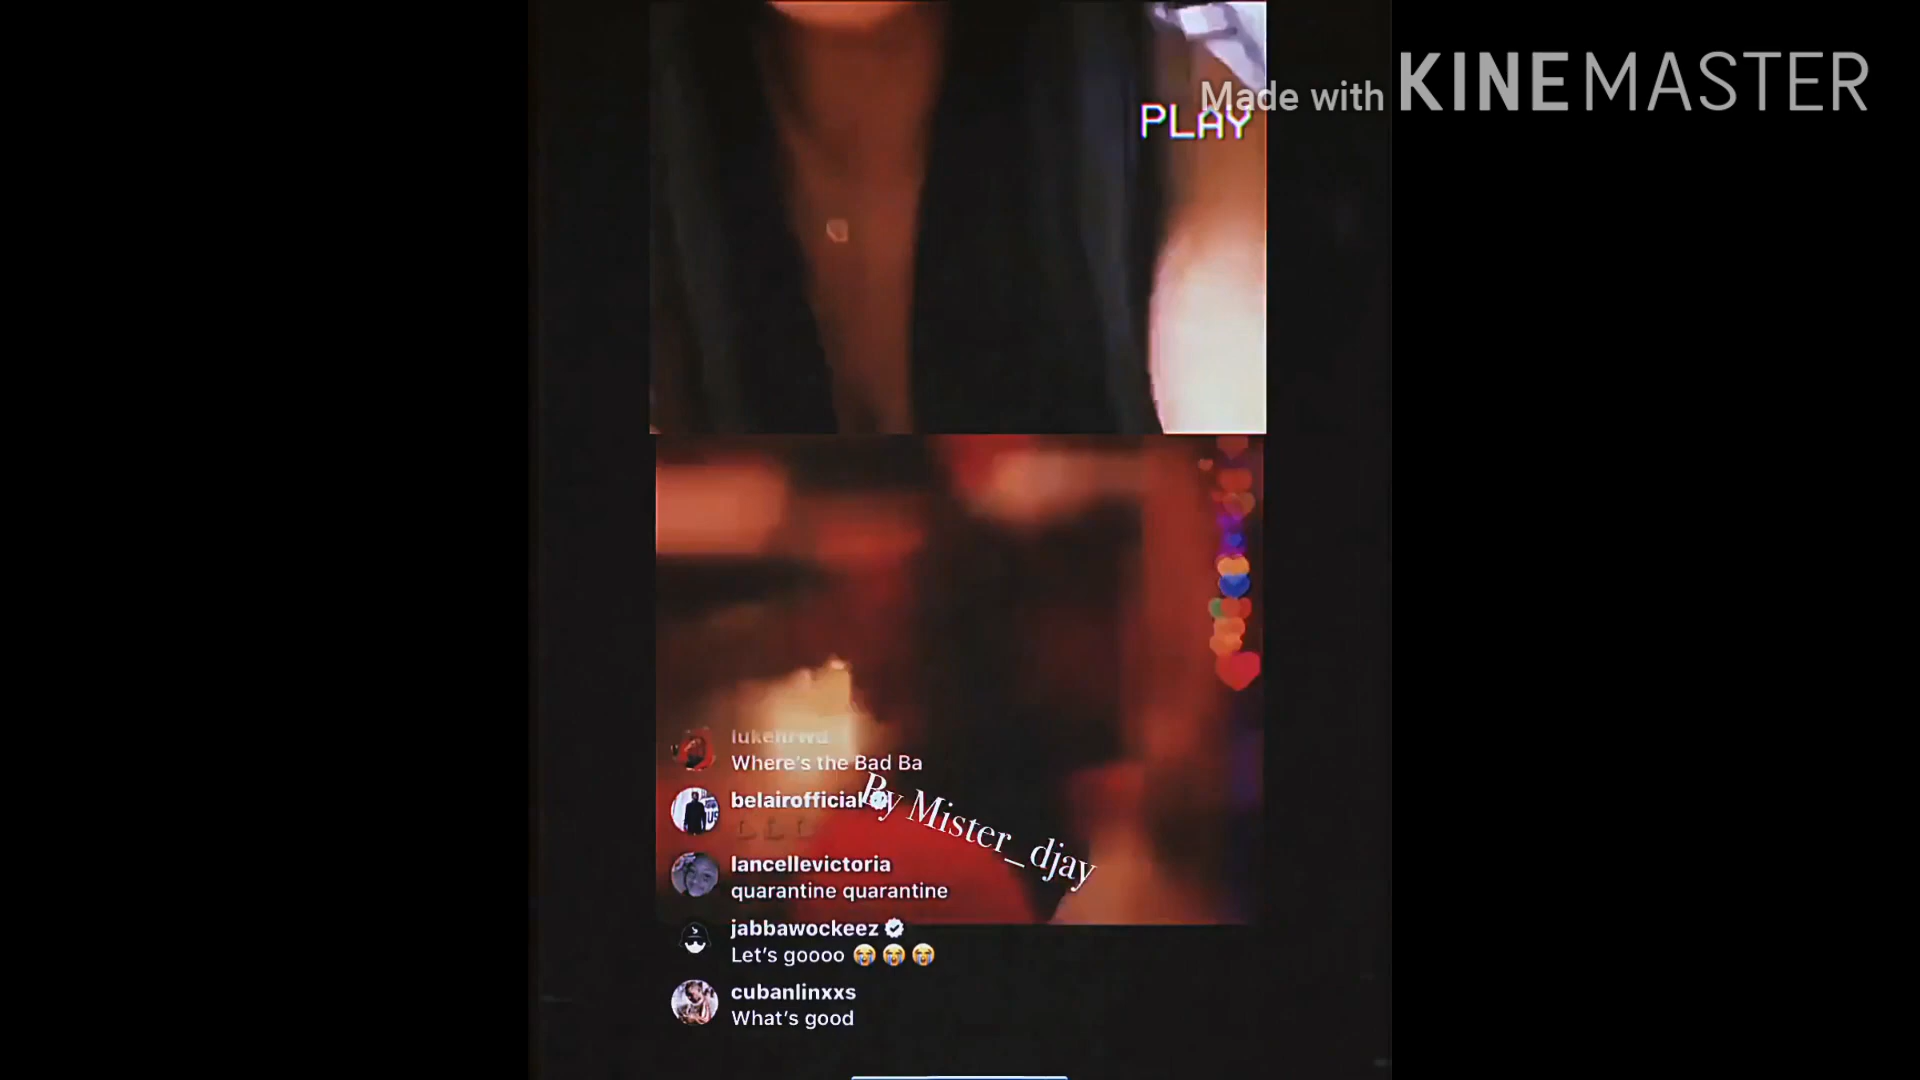 Made with KINEMASTER
PLAY
Where's the Bad Ba
belairofficial
By Mister_djay
lancellevictoria
quarantine quarantine
jabbawockeez
Let's goooo 😭 😭 😭
cubanlinxxs
What's good